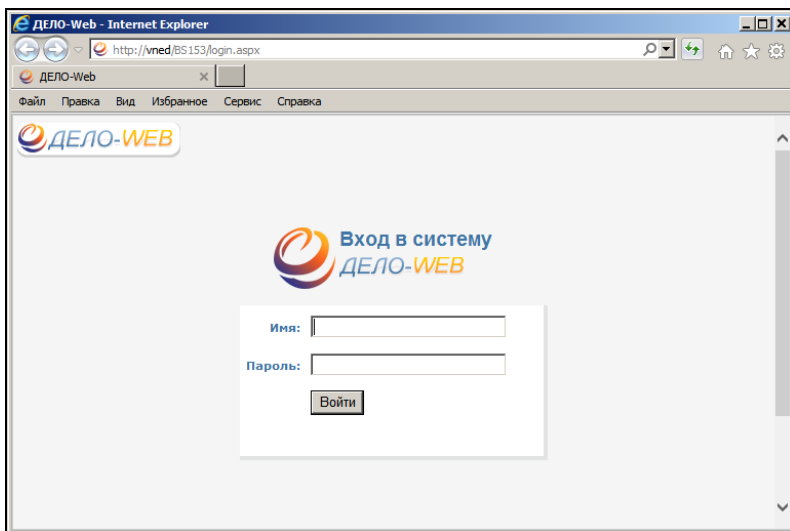 ДЕЛО-Web - Internet Explorer
http://vned/BS153/login.aspx
ДЕЛО-Web
Файл Правка Вид Избранное Сервис Справка
ДЕЛО-WEB
Вход в систему
ДЕЛО-WEB
Имя:
Пароль:
Войти